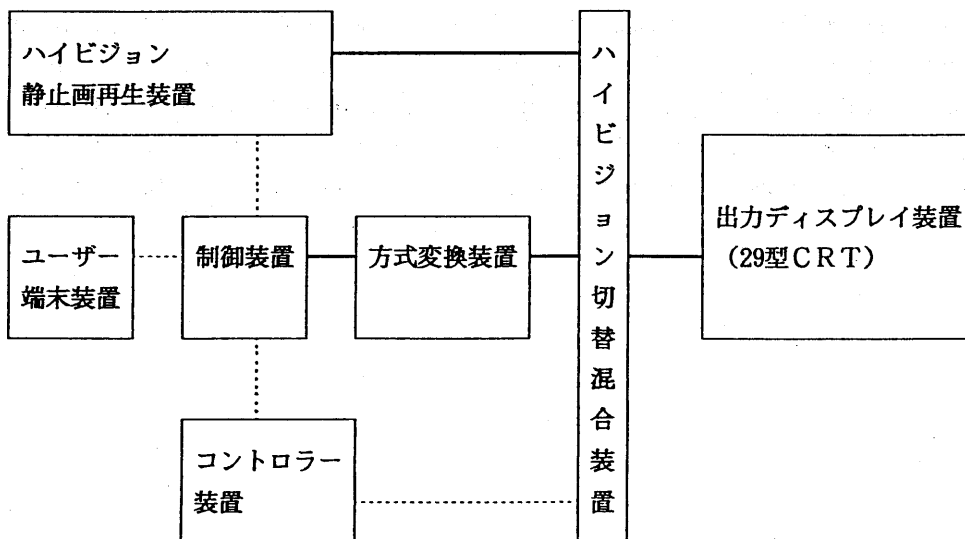 ハイビジョン
静止画再生装置
ユーザー
端末装置
制御装置
方式変換装置
コントローラー
装置
ハイビジョン切替混合装置
出力ディスプレイ装置
(29型CRT)